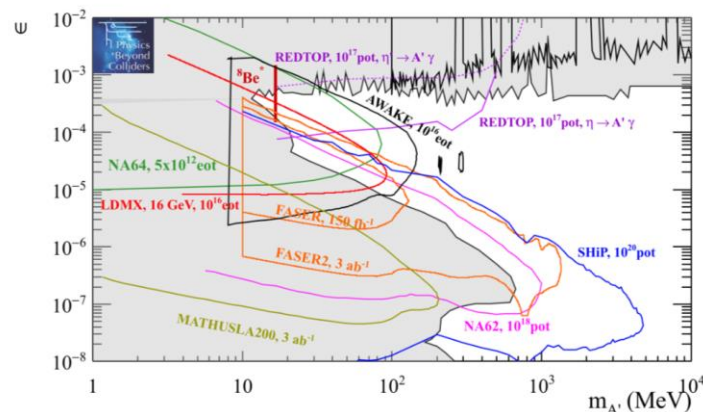 ϵ
10⁻²
10⁻³
10⁻⁴
10⁻⁵
10⁻⁶
10⁻⁷
10⁻⁸
Physics
Beyond
Colliders
REDTOP, 10¹⁷pot, η'→ A' γ
⁸Be*
AWAKE, 10¹⁶eot
REDTOP, 10¹⁷pot, η → A' γ
NA64, 5x10¹²eot
LDMX, 16 GeV, 10¹⁶eot
FASER, 150 fb⁻¹
FASER2, 3 ab⁻¹
SHiP, 10²⁰pot
NA62, 10¹⁸pot
MATHUSLA200, 3 ab⁻¹
1 10 10² 10³ 10⁴
m_A' (MeV)